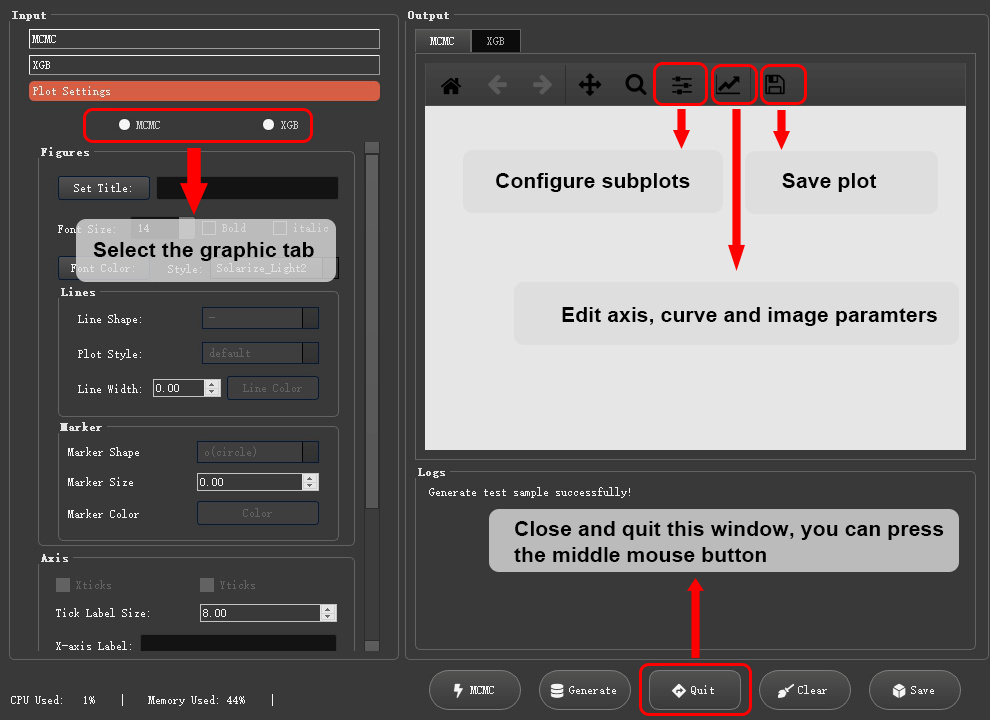 Input
MCMC
XGB
Plot Settings
MCMC XGB
Figures
Set Title:
Font Size: 14 Bold italic
Select the graphic tab
Font Color: Style: Solarize_Light2
Lines
Line Shape: -
Plot Style: default
Line Width: 0.00 Line Color
Marker
Marker Shape o(circle)
Marker Size 0.00
Marker Color Color
Axis
Xticks Yticks
Tick Label Size: 8.00
X-axis Label:
CPU Used: 1% | Memory Used: 44% |
Output
MCMC XGB
Configure subplots
Save plot
Edit axis, curve and image paramters
Logs
Generate test sample successfully!
Close and quit this window, you can press
the middle mouse button
MCMC Generate Quit Clear Save